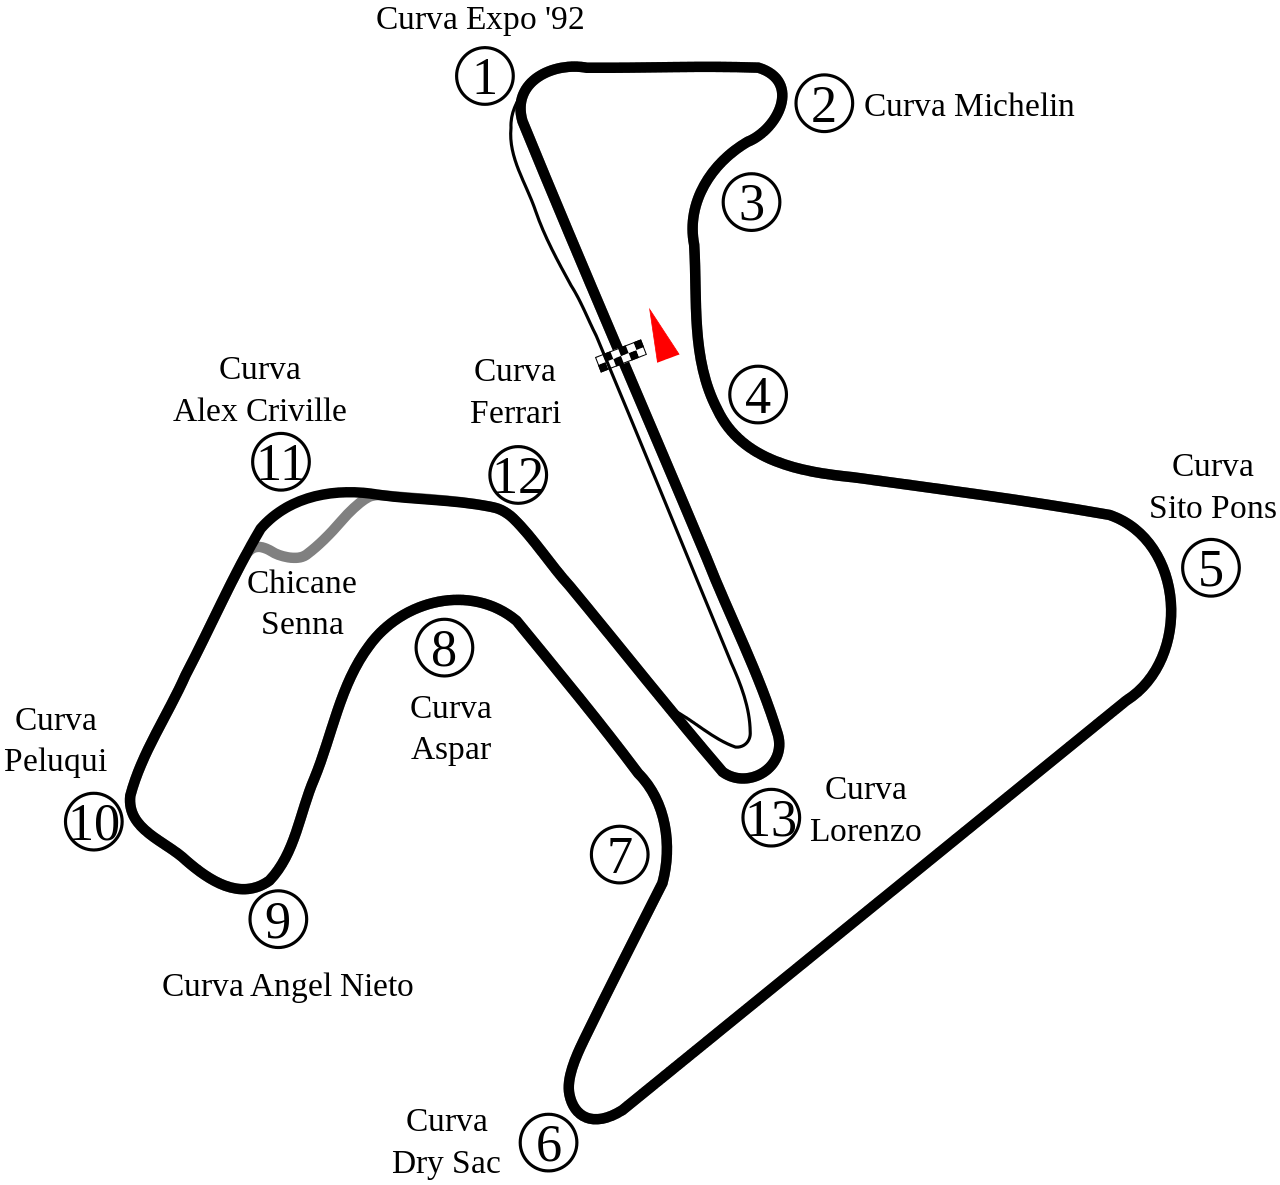 Curva Expo '92
1
2
Curva Michelin
3
4
Curva
Sito Pons
5
Curva
Alex Criville
11
Curva
Ferrari
12
Chicane
Senna
8
Curva
Aspar
Curva
Peluqui
10
7
13
Curva
Lorenzo
9
Curva Angel Nieto
Curva
Dry Sac
6